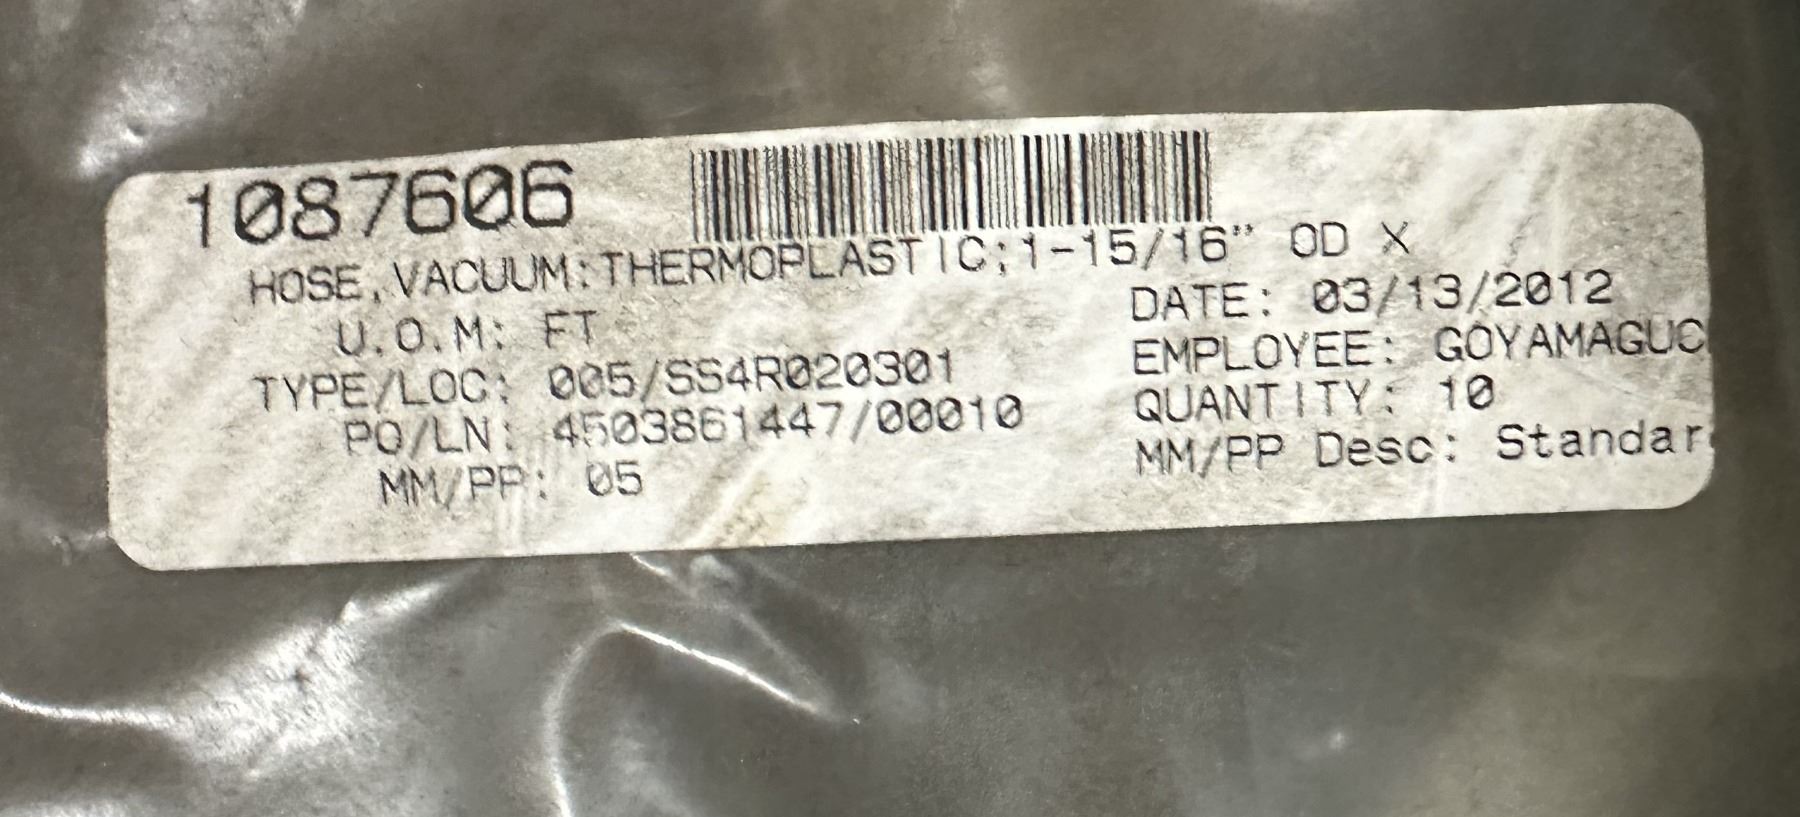 1087606
HOSE,VACUUM:THERMOPLASTIC;1-15/16" OD X
U.O.M: FT
DATE: 03/13/2012
TYPE/LOC: 005/SS4R020301
EMPLOYEE: GOYAMAGUC
PO/LN: 4503861447/00010
QUANTITY: 10
MM/PP: 05
MM/PP Desc: Standar